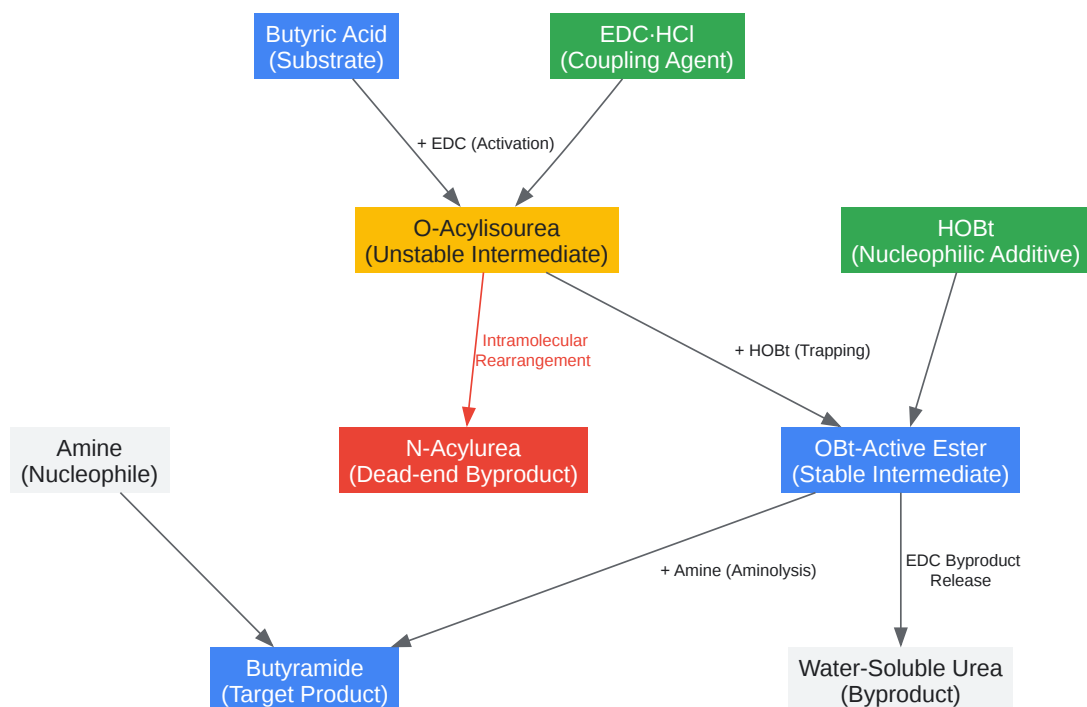 Butyric Acid
(Substrate)
EDC·HCl
(Coupling Agent)
+ EDC (Activation)
O-Acylisourea
(Unstable Intermediate)
HOBt
(Nucleophilic Additive)
Intramolecular
Rearrangement
+ HOBt (Trapping)
Amine
(Nucleophile)
N-Acylurea
(Dead-end Byproduct)
OBt-Active Ester
(Stable Intermediate)
+ Amine (Aminolysis)
EDC Byproduct
Release
Butyramide
(Target Product)
Water-Soluble Urea
(Byproduct)